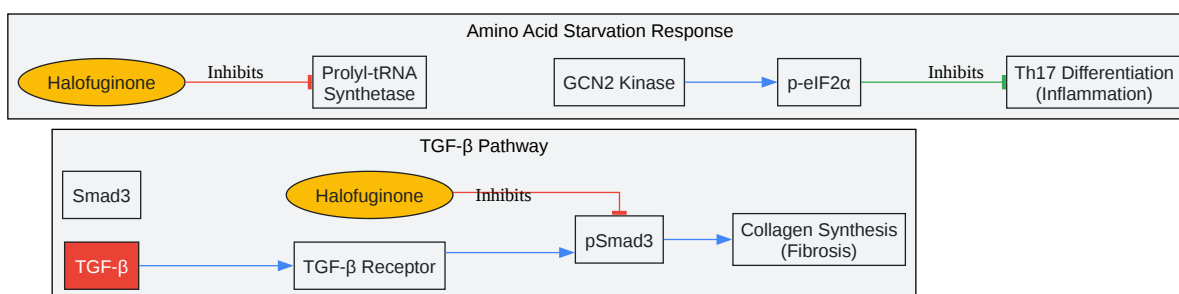 Amino Acid Starvation Response
Halofuginone
Inhibits
Prolyl-tRNA
Synthetase
GCN2 Kinase
p-eIF2α
Inhibits
Th17 Differentiation
(Inflammation)
TGF-β Pathway
Smad3
Halofuginone
Inhibits
TGF-β
TGF-β Receptor
pSmad3
Collagen Synthesis
(Fibrosis)